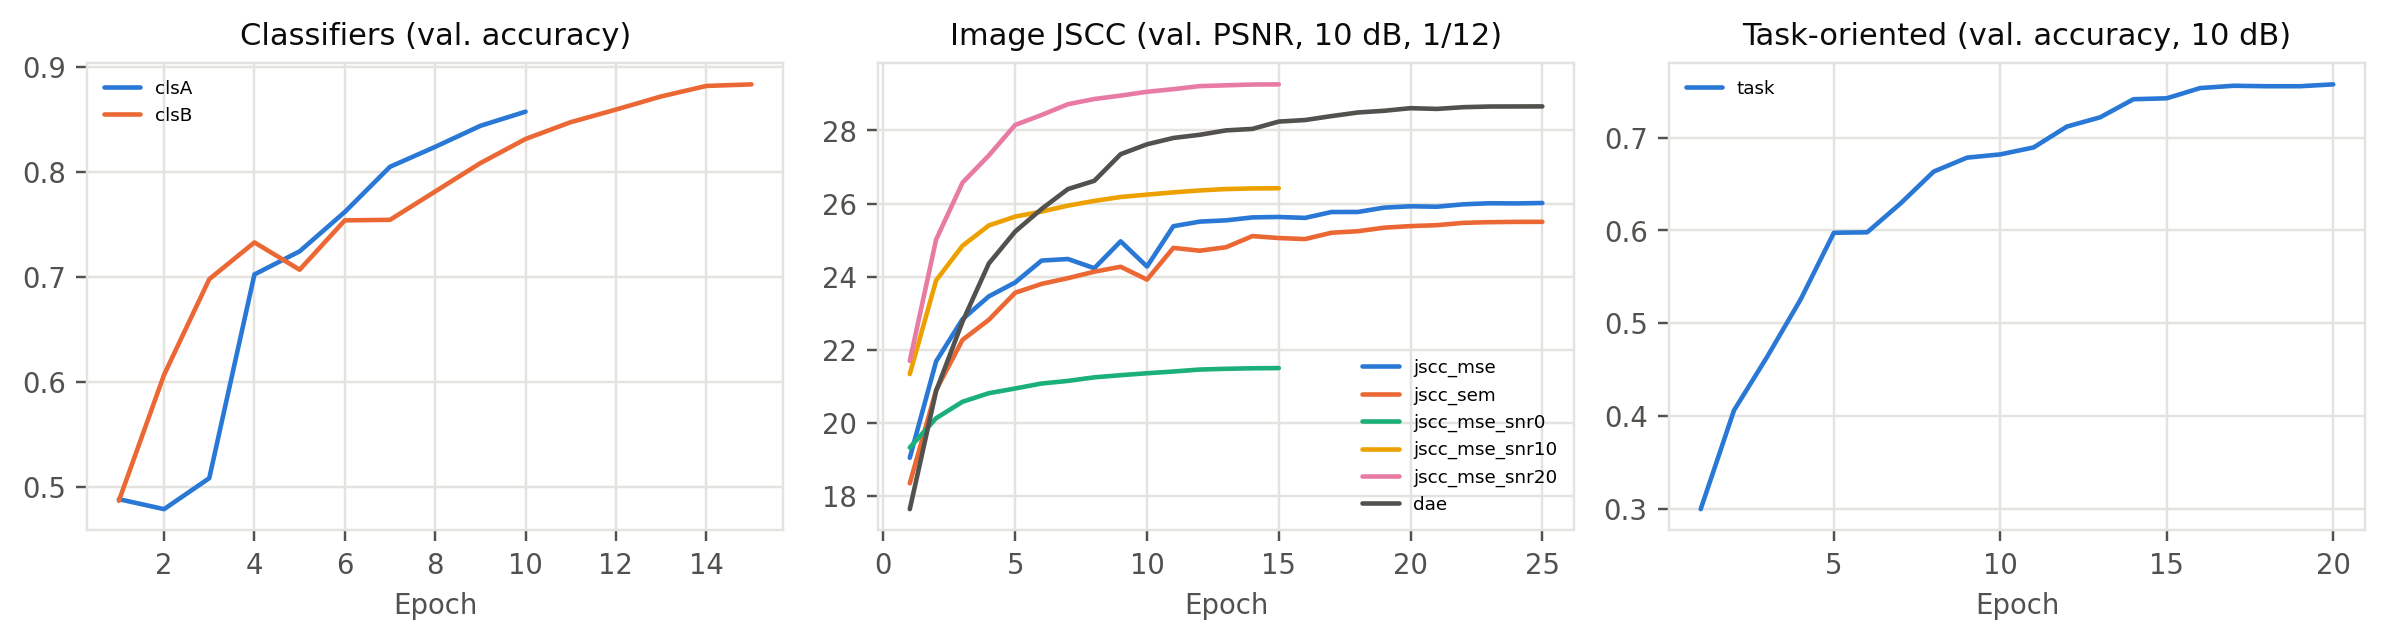 Classifiers (val. accuracy)
clsA
clsB
0.9
0.8
0.7
0.6
0.5
2 4 6 8 10 12 14
Epoch
Image JSCC (val. PSNR, 10 dB, 1/12)
28
26
24
22
20
18
jscc_mse
jscc_sem
jscc_mse_snr0
jscc_mse_snr10
jscc_mse_snr20
dae
0 5 10 15 20 25
Epoch
Task-oriented (val. accuracy, 10 dB)
task
0.7
0.6
0.5
0.4
0.3
5 10 15 20
Epoch